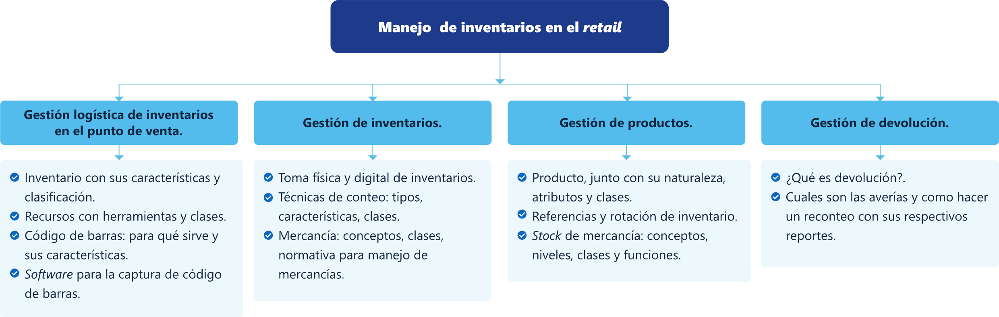 Manejo  de inventarios en el retail
Gestión logística de inventarios
en el punto de venta.
Inventario con sus características y
clasificación.
Recursos con herramientas y clases.
Código de barras: para qué sirve y
sus características.
Software para la captura de código
de barras.
Gestión de inventarios.
Toma física y digital de inventarios.
Técnicas de conteo: tipos,
características, clases.
Mercancía: conceptos, clases,
normativa para manejo de
mercancías.
Gestión de productos.
Producto, junto con su naturaleza,
atributos y clases.
Referencias y rotación de inventario.
Stock de mercancía: conceptos,
niveles, clases y funciones.
Gestión de devolución.
¿Qué es devolución?.
Cuales son las averías y como hacer
un reconteo con sus respectivos
reportes.